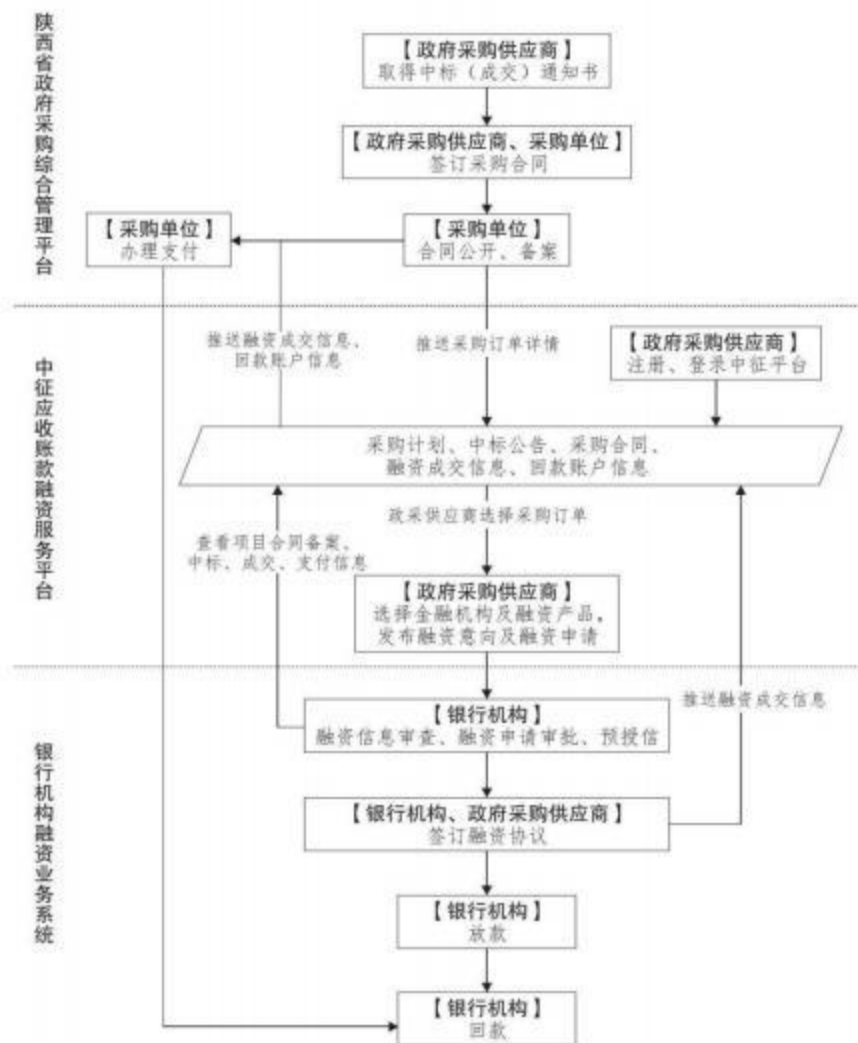 陕西省政府采购综合管理平台
【政府采购供应商】
取得中标（成交）通知书
【政府采购供应商、采购单位】
签订采购合同
【采购单位】
办理支付
【采购单位】
合同公开、备案
中征应收账款融资服务平台
推送融资成交信息、
回款账户信息
推送采购订单详情
【政府采购供应商】
注册、登录中征平台
采购计划、中标公告、采购合同、
融资成交信息、回款账户信息
政采供应商选择采购订单
查看项目合同备案、
中标、成交、支付信息
【政府采购供应商】
选择金融机构及融资产品，
发布融资意向及融资申请
银行机构融资业务系统
【银行机构】
融资信息审查、融资申请审批、预授信
推送融资成交信息
【银行机构、政府采购供应商】
签订融资协议
【银行机构】
放款
【银行机构】
回款